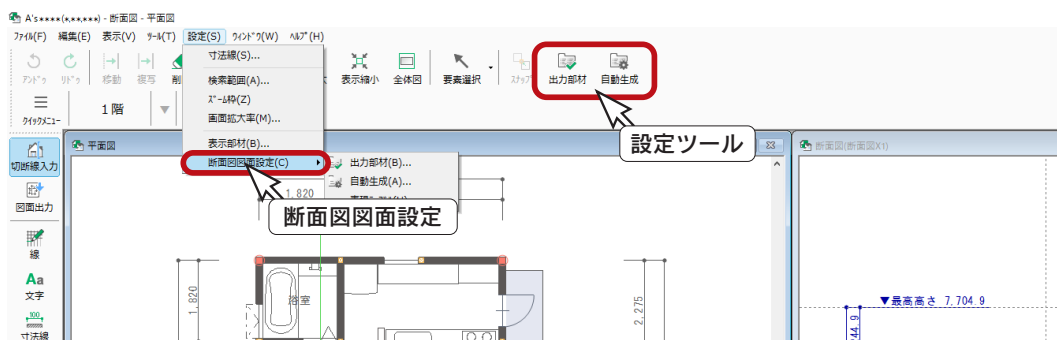 A's****(*,**,***) - 断面図 - 平面図
ﾌｧｲﾙ(F) 編集(E) 表示(V) ﾂｰﾙ(T) 設定(S) ｳｨﾝﾄﾞｳ(W) ﾍﾙﾌﾟ(H)
寸法線(S)...
検索範囲(A)...
ｽﾞｰﾑ枠(Z)
画面拡大率(M)...
表示部材(B)...
断面図図面設定(C)
出力部材(B)...
自動生成(A)...
ｱﾝﾄﾞｩ ﾘﾄﾞｩ 移動 複写 削 表示縮小 全体図 要素選択 ｽﾅｯﾌﾟ 出力部材 自動生成
ｸｲｯｸﾒﾆｭｰ 1階
設定ツール
断面図図面設定
切断線入力
図面出力
線
Aa
文字
100
寸法線
平面図
断面図(断面図X1)
1,820
1,820
浴室
2,275
▼最高高さ 7,704.9